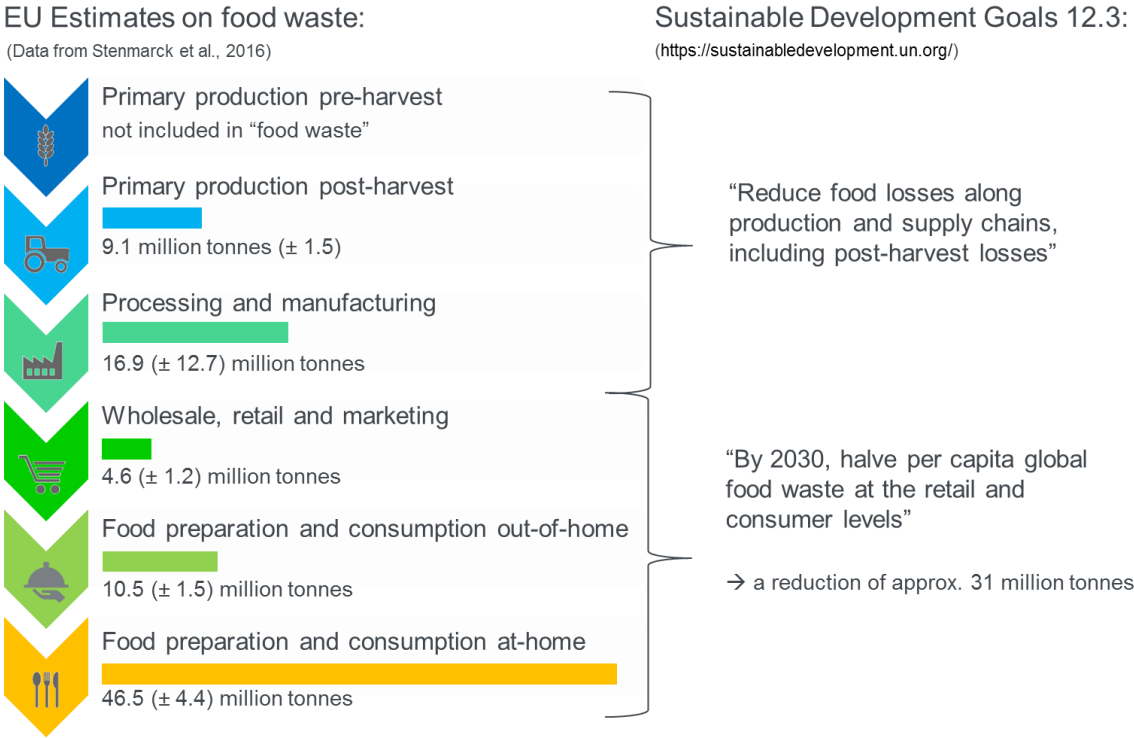 EU Estimates on food waste:
(Data from Stenmarck et al., 2016)
Primary production pre-harvest
not included in “food waste”
Primary production post-harvest
9.1 million tonnes (± 1.5)
Processing and manufacturing
16.9 (± 12.7) million tonnes
Wholesale, retail and marketing
4.6 (± 1.2) million tonnes
Food preparation and consumption out-of-home
10.5 (± 1.5) million tonnes
Food preparation and consumption at-home
46.5 (± 4.4) million tonnes
Sustainable Development Goals 12.3:
(https://sustainabledevelopment.un.org/)
“Reduce food losses along
production and supply chains,
including post-harvest losses”
“By 2030, halve per capita global
food waste at the retail and
consumer levels”
→ a reduction of approx. 31 million tonnes